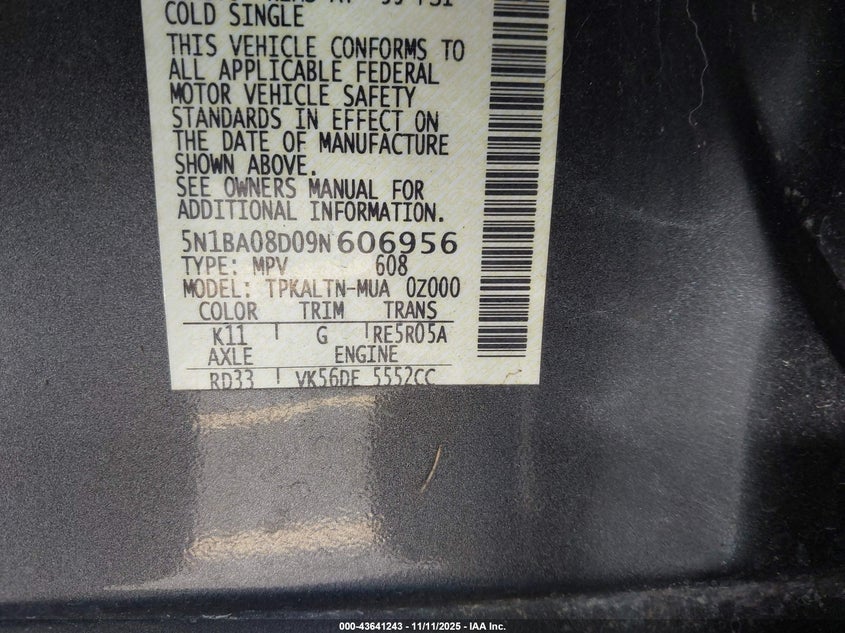 COLD SINGLE
THIS VEHICLE CONFORMS TO
ALL APPLICABLE FEDERAL
MOTOR VEHICLE SAFETY
STANDARDS IN EFFECT ON
THE DATE OF MANUFACTURE
SHOWN ABOVE.
SEE OWNERS MANUAL FOR
ADDITIONAL INFORMATION.
5N1BA08D09N606956
TYPE: MPV 608
MODEL: TPKALTN-MUA 0Z000
COLOR TRIM TRANS
K11 G RE5R05A
AXLE ENGINE
RD33 VK56DE 5552CC
000-43641243 - 11/11/2025 - IAA Inc.